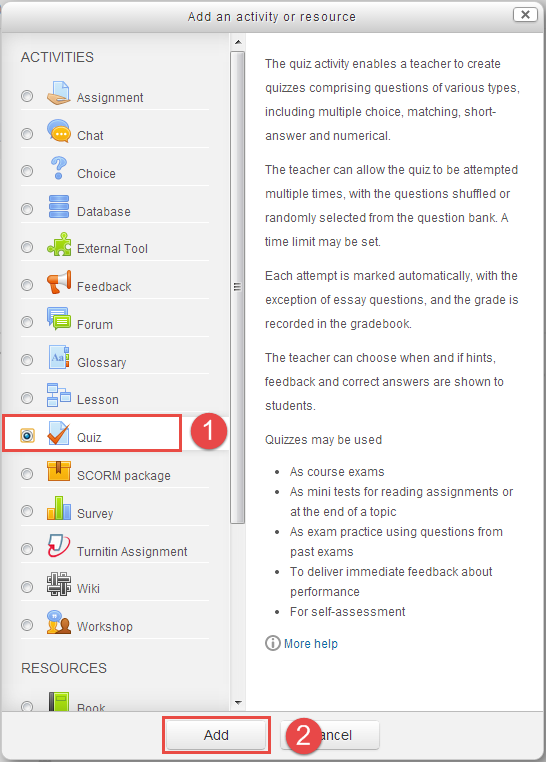 Add an activity or resource
ACTIVITIES
Assignment
Chat
Choice
Database
External Tool
Feedback
Forum
Glossary
Lesson
Quiz
1
SCORM package
Survey
Turnitin Assignment
Wiki
Workshop
RESOURCES
Book
The quiz activity enables a teacher to create
quizzes comprising questions of various types,
including multiple choice, matching, short-
answer and numerical.
The teacher can allow the quiz to be attempted
multiple times, with the questions shuffled or
randomly selected from the question bank. A
time limit may be set.
Each attempt is marked automatically, with the
exception of essay questions, and the grade is
recorded in the gradebook.
The teacher can choose when and if hints,
feedback and correct answers are shown to
students.
Quizzes may be used
• As course exams
• As mini tests for reading assignments or
at the end of a topic
• As exam practice using questions from
past exams
• To deliver immediate feedback about
performance
• For self-assessment
More help
Add
2
ancel